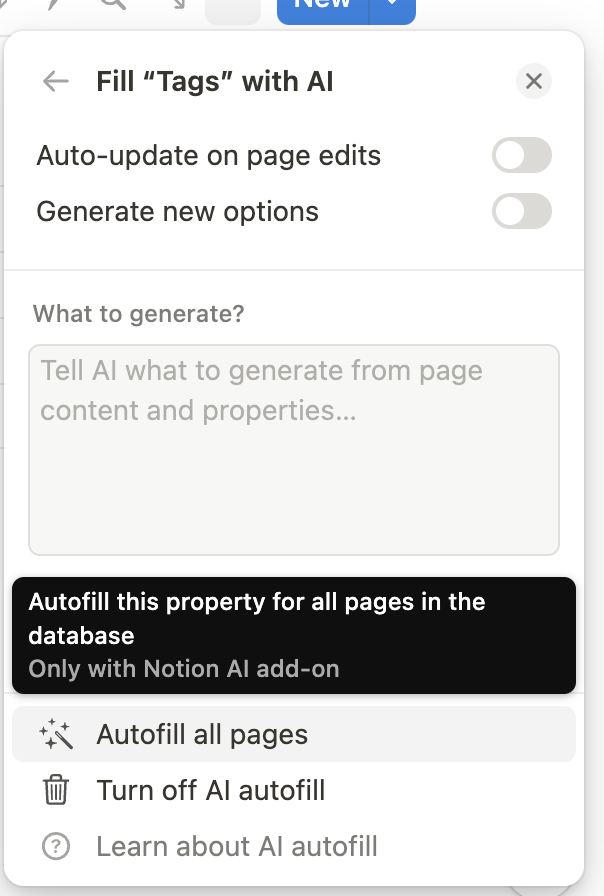 New
Fill “Tags” with AI
Auto-update on page edits
Generate new options
What to generate?
Tell AI what to generate from page
content and properties...
Autofill this property for all pages in the
database
Only with Notion AI add-on
Autofill all pages
Turn off AI autofill
Learn about AI autofill